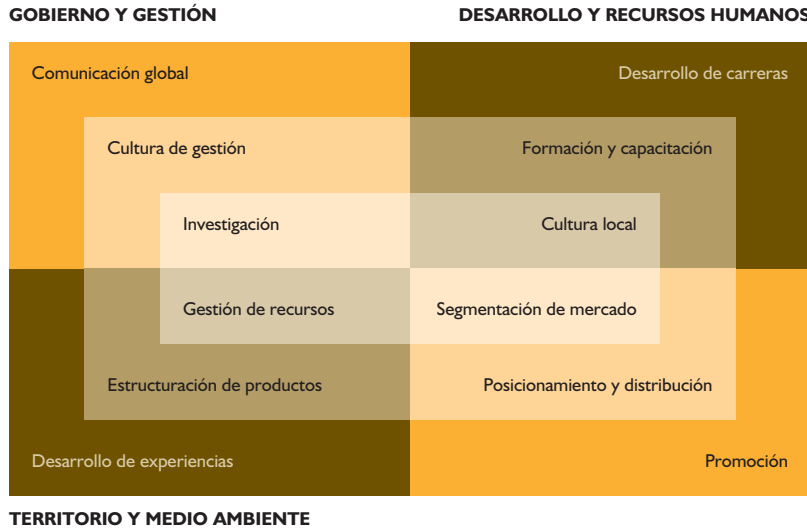 GOBIERNO Y GESTIÓN
DESARROLLO Y RECURSOS HUMANOS
Comunicación global
Desarrollo de carreras
Cultura de gestión
Formación y capacitación
Investigación
Cultura local
Gestión de recursos
Segmentación de mercado
Estructuración de productos
Posicionamiento y distribución
Desarrollo de experiencias
Promoción
TERRITORIO Y MEDIO AMBIENTE